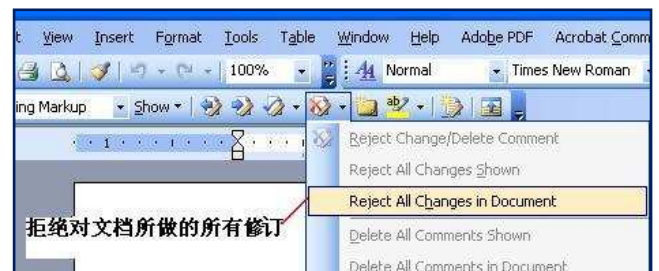 View Insert Format Tools Table Window Help Adobe PDF Acrobat Comm
100% Normal Times New Roman
ing Markup Show
1
Reject Change/Delete Comment
Reject All Changes Shown
Reject All Changes in Document
拒绝对文档所做的所有修订
Delete All Comments Shown
Delete All Comments in Document